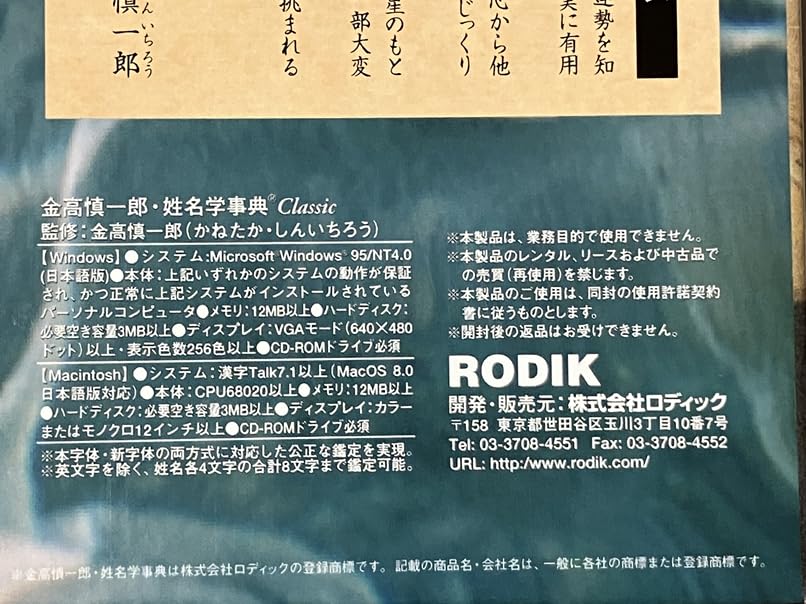 運勢を知
実に有用
心から他
じっくり
星のもと
部大変
挑まれる
慎一郎
んいちろう
金高慎一郎・姓名学事典® Classic
監修:金高慎一郎(かねたか・しんいちろう)
【Windows】●システム:Microsoft Windows® 95/NT4.0
(日本語版)●本体:上記いずれかのシステムの動作が保証
され、かつ正常に上記システムがインストールされている
パーソナルコンピュータ●メモリ:12MB以上●ハードディスク:
必要空き容量3MB以上●ディスプレイ:VGAモード(640×480
ドット)以上・表示色数256色以上●CD-ROMドライブ必須
【Macintosh】●システム:漢字Talk7.1以上(MacOS 8.0
日本語版対応)●本体:CPU68020以上●メモリ:12MB以上
●ハードディスク:必要空き容量3MB以上●ディスプレイ:カラー
またはモノクロ12インチ以上●CD-ROMドライブ必須
※本字体・新字体の両方式に対応した公正な鑑定を実現。
※英文字を除く、姓名各4文字の合計8文字まで鑑定可能。
※本製品は、業務目的で使用できません。
※本製品のレンタル、リースおよび中古品で
の売買(再使用)を禁じます。
※本製品のご使用は、同封の使用許諾契約
書に従うものとします。
※開封後の返品はお受けできません。
RODIK
開発・販売元:株式会社ロディック
〒158 東京都世田谷区玉川3丁目10番7号
Tel: 03-3708-4551 Fax: 03-3708-4552
URL: http:/www.rodik.com/
※金高慎一郎・姓名学事典は株式会社ロディックの登録商標です。記載の商品名・会社名は、一般に各社の商標または登録商標です。